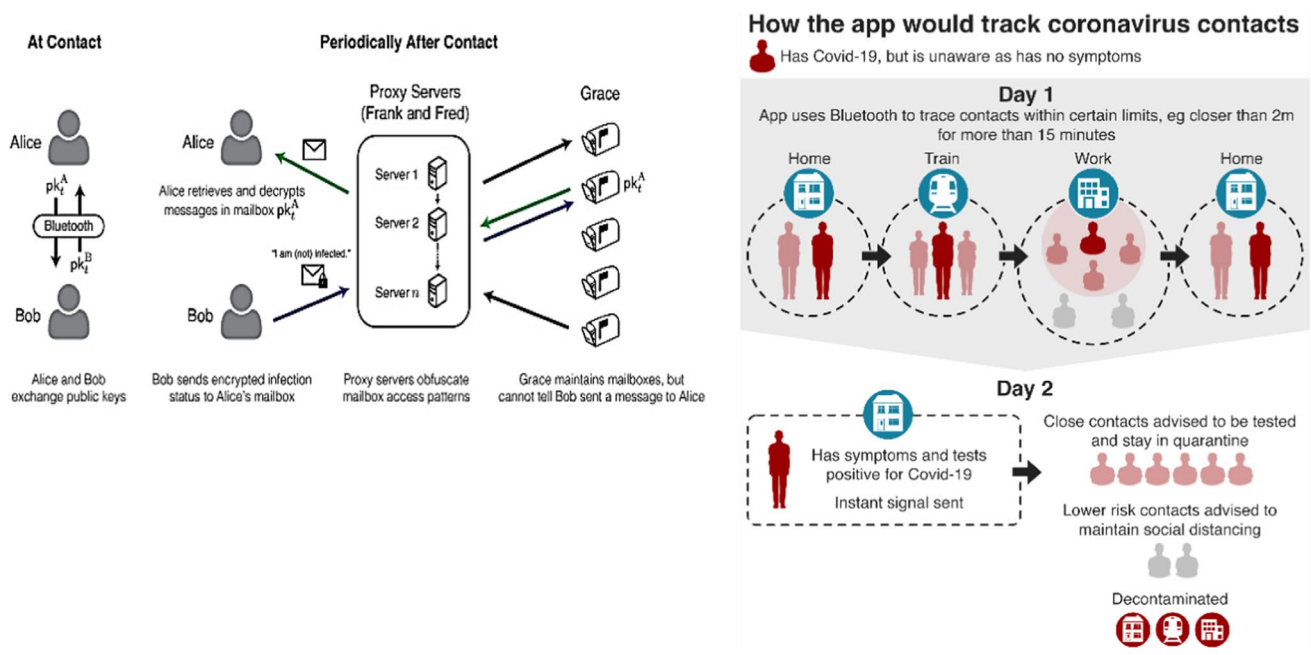 At Contact
Alice
pk_t^A
Bluetooth
pk_t^B
Bob
Alice and Bob
exchange public keys
Periodically After Contact
Alice
Alice retrieves and decrypts
messages in mailbox pk_t^A
"I am (not) infected."
Bob
Bob sends encrypted infection
status to Alice's mailbox
Proxy Servers
(Frank and Fred)
Server 1
Server 2
Server n
Proxy servers obfuscate
mailbox access patterns
Grace
pk_t^A
Grace maintains mailboxes, but
cannot tell Bob sent a message to Alice
How the app would track coronavirus contacts
Has Covid-19, but is unaware as has no symptoms
Day 1
App uses Bluetooth to trace contacts within certain limits, eg closer than 2m
for more than 15 minutes
Home
Train
Work
Home
Day 2
Has symptoms and tests
positive for Covid-19
Instant signal sent
Close contacts advised to be tested
and stay in quarantine
Lower risk contacts advised to
maintain social distancing
Decontaminated